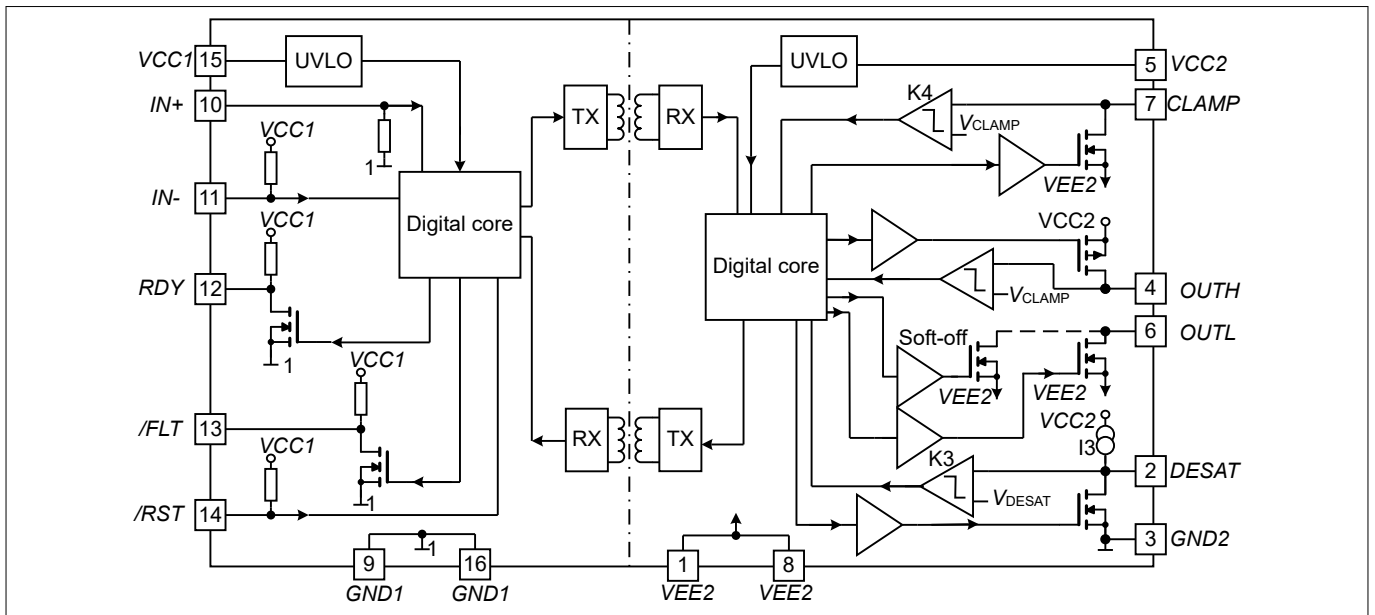 VCC1 15 UVLO
UVLO 5 VCC2
IN+ 10
TX RX
K4 VCLAMP 7 CLAMP
VCC1
1
VEE2
IN- 11
Digital core
VCC1
Digital core
VCC2
RDY 12
VCLAMP 4 OUTH
1
VCC1
Soft-off 6 OUTL
VEE2 VEE2
/FLT 13
VCC1
RX TX
VCC2
I3
K3 VDESAT 2 DESAT
1
/RST 14
3 GND2
1
9 16 1 8
GND1 GND1 VEE2 VEE2